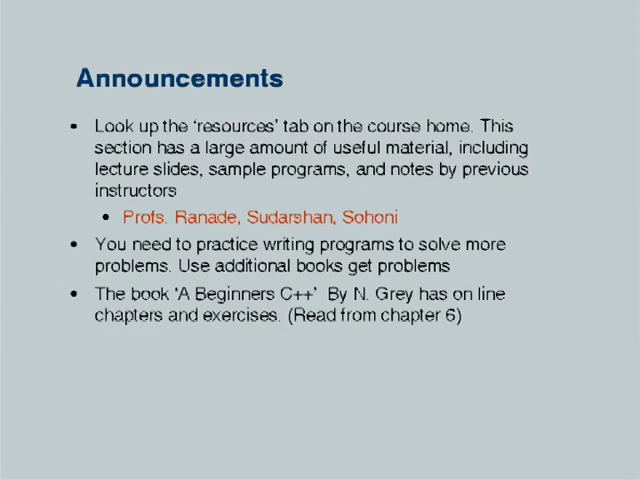 Announcements
• Look up the ‘resources’ tab on the course home. This
section has a large amount of useful material, including
lecture slides, sample programs, and notes by previous
instructors
• Profs. Ranade, Sudarshan, Sohoni
• You need to practice writing programs to solve more
problems. Use additional books get problems
• The book ‘A Beginners C++’ By N. Grey has on line
chapters and exercises. (Read from chapter 6)